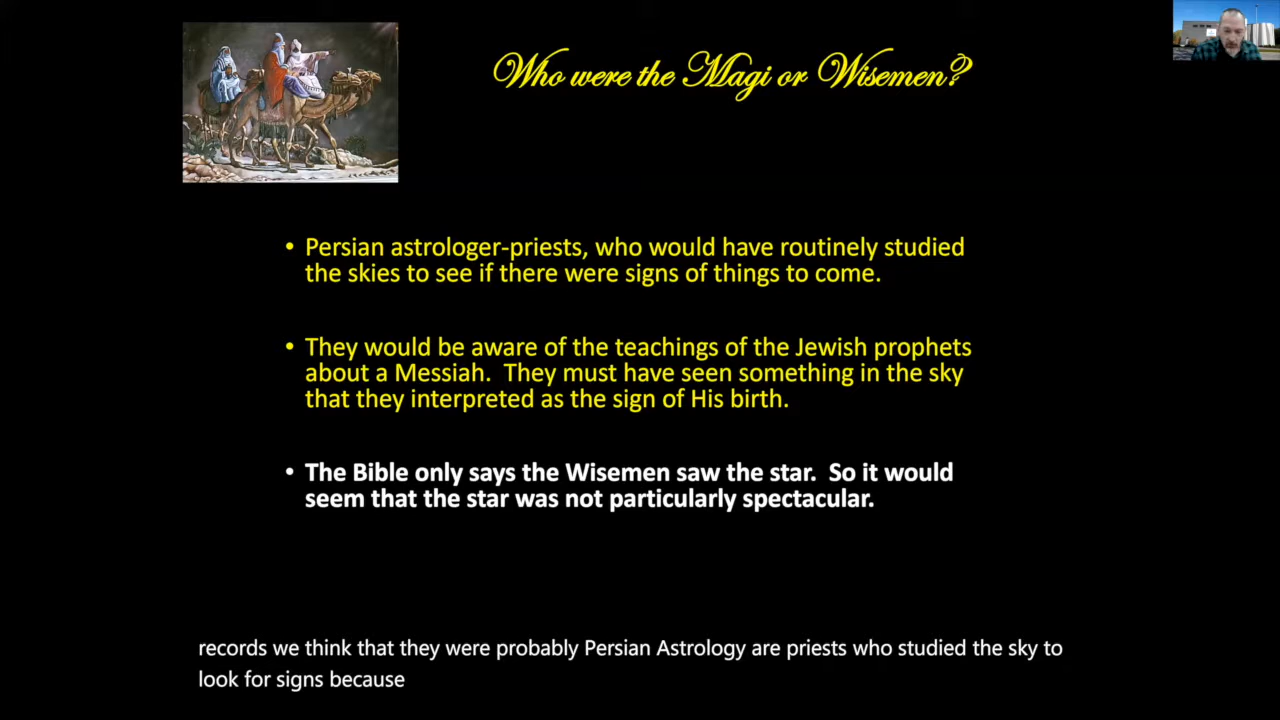 Who were the Magi or Wisemen?
• Persian astrologer-priests, who would have routinely studied
the skies to see if there were signs of things to come.
• They would be aware of the teachings of the Jewish prophets
about a Messiah.  They must have seen something in the sky
that they interpreted as the sign of His birth.
• The Bible only says the Wisemen saw the star.  So it would
seem that the star was not particularly spectacular.
records we think that they were probably Persian Astrology are priests who studied the sky to
look for signs because